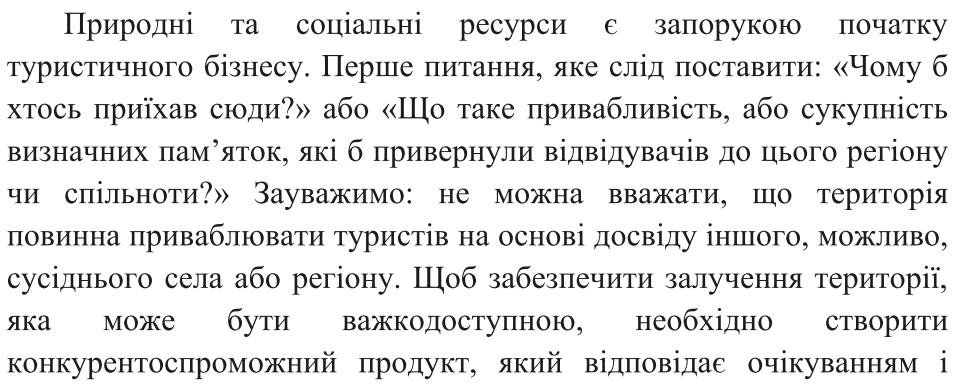 Природні та соціальні ресурси є запорукою початку
туристичного бізнесу. Перше питання, яке слід поставити: «Чому б
хтось приїхав сюди?» або «Що таке привабливість, або сукупність
визначних пам’яток, які б привернули відвідувачів до цього регіону
чи спільноти?» Зауважимо: не можна вважати, що територія
повинна приваблювати туристів на основі досвіду іншого, можливо,
сусіднього села або регіону. Щоб забезпечити залучення території,
яка може бути важкодоступною, необхідно створити
конкурентоспроможний продукт, який відповідає очікуванням і